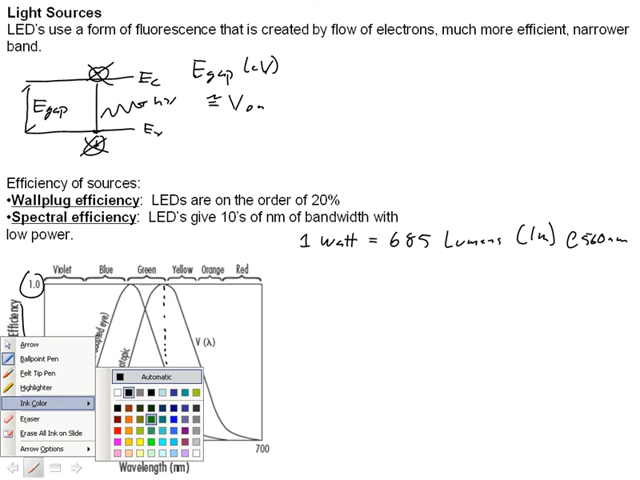 Light Sources
LED's use a form of fluorescence that is created by flow of electrons, much more efficient, narrower
band.
Ec
Egap (eV)
Egap
hν
≅ Von
Ev
Efficiency of sources:
•Wallplug efficiency: LEDs are on the order of 20%
•Spectral efficiency: LED's give 10's of nm of bandwidth with
low power.
1 watt = 685 Lumens (lm) @560nm
Violet Blue Green Yellow Orange Red
1.0
Efficiency
V (λ)
Arrow
Ballpoint Pen
Felt Tip Pen
Highlighter
Ink Color
Eraser
Erase All Ink on Slide
Arrow Options
Automatic
700
Wavelength (nm)